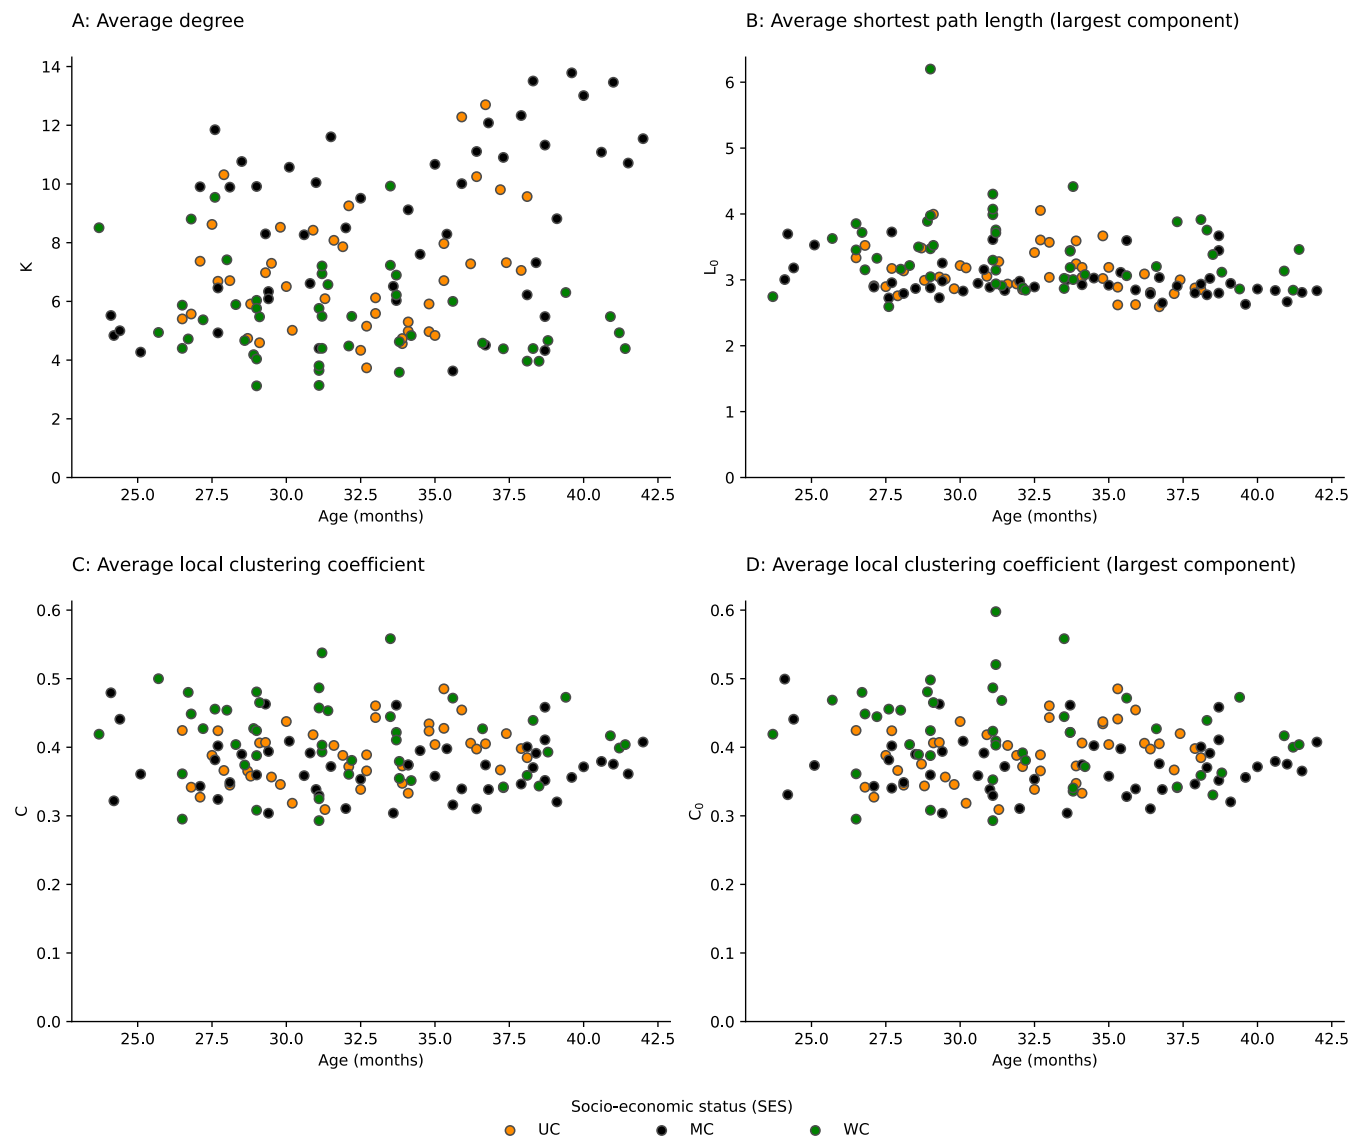 A: Average degree
B: Average shortest path length (largest component)
14
12
10
8
6
4
2
0
K
25.0 27.5 30.0 32.5 35.0 37.5 40.0 42.5
Age (months)
6
5
4
3
2
1
0
L₀
25.0 27.5 30.0 32.5 35.0 37.5 40.0 42.5
Age (months)
C: Average local clustering coefficient
D: Average local clustering coefficient (largest component)
0.6
0.5
0.4
0.3
0.2
0.1
0.0
C
25.0 27.5 30.0 32.5 35.0 37.5 40.0 42.5
Age (months)
0.6
0.5
0.4
0.3
0.2
0.1
0.0
C₀
25.0 27.5 30.0 32.5 35.0 37.5 40.0 42.5
Age (months)
Socio-economic status (SES)
UC MC WC